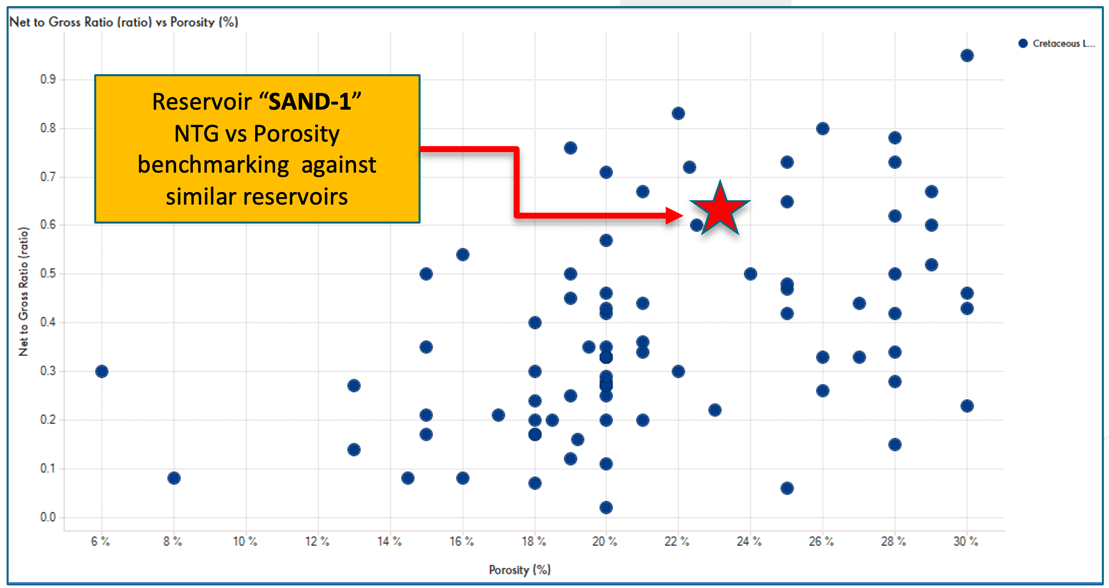 Net to Gross Ratio (ratio) vs Porosity (%)
Cretaceous L...
Reservoir “SAND-1”
NTG vs Porosity
benchmarking against
similar reservoirs
Net to Gross Ratio (ratio)
0.9
0.8
0.7
0.6
0.5
0.4
0.3
0.2
0.1
0.0
6 %
8 %
10 %
12 %
14 %
16 %
18 %
20 %
22 %
24 %
26 %
28 %
30 %
Porosity (%)